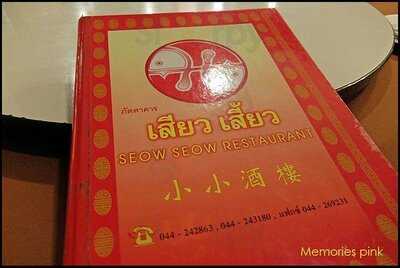 ภัตตาคาร
เสียว เสี้ยว
SEOW SEOW RESTAURANT
小小酒樓
044 - 242863 , 044 - 243180 , แฟกซ์ 044 - 269231
Memories pink